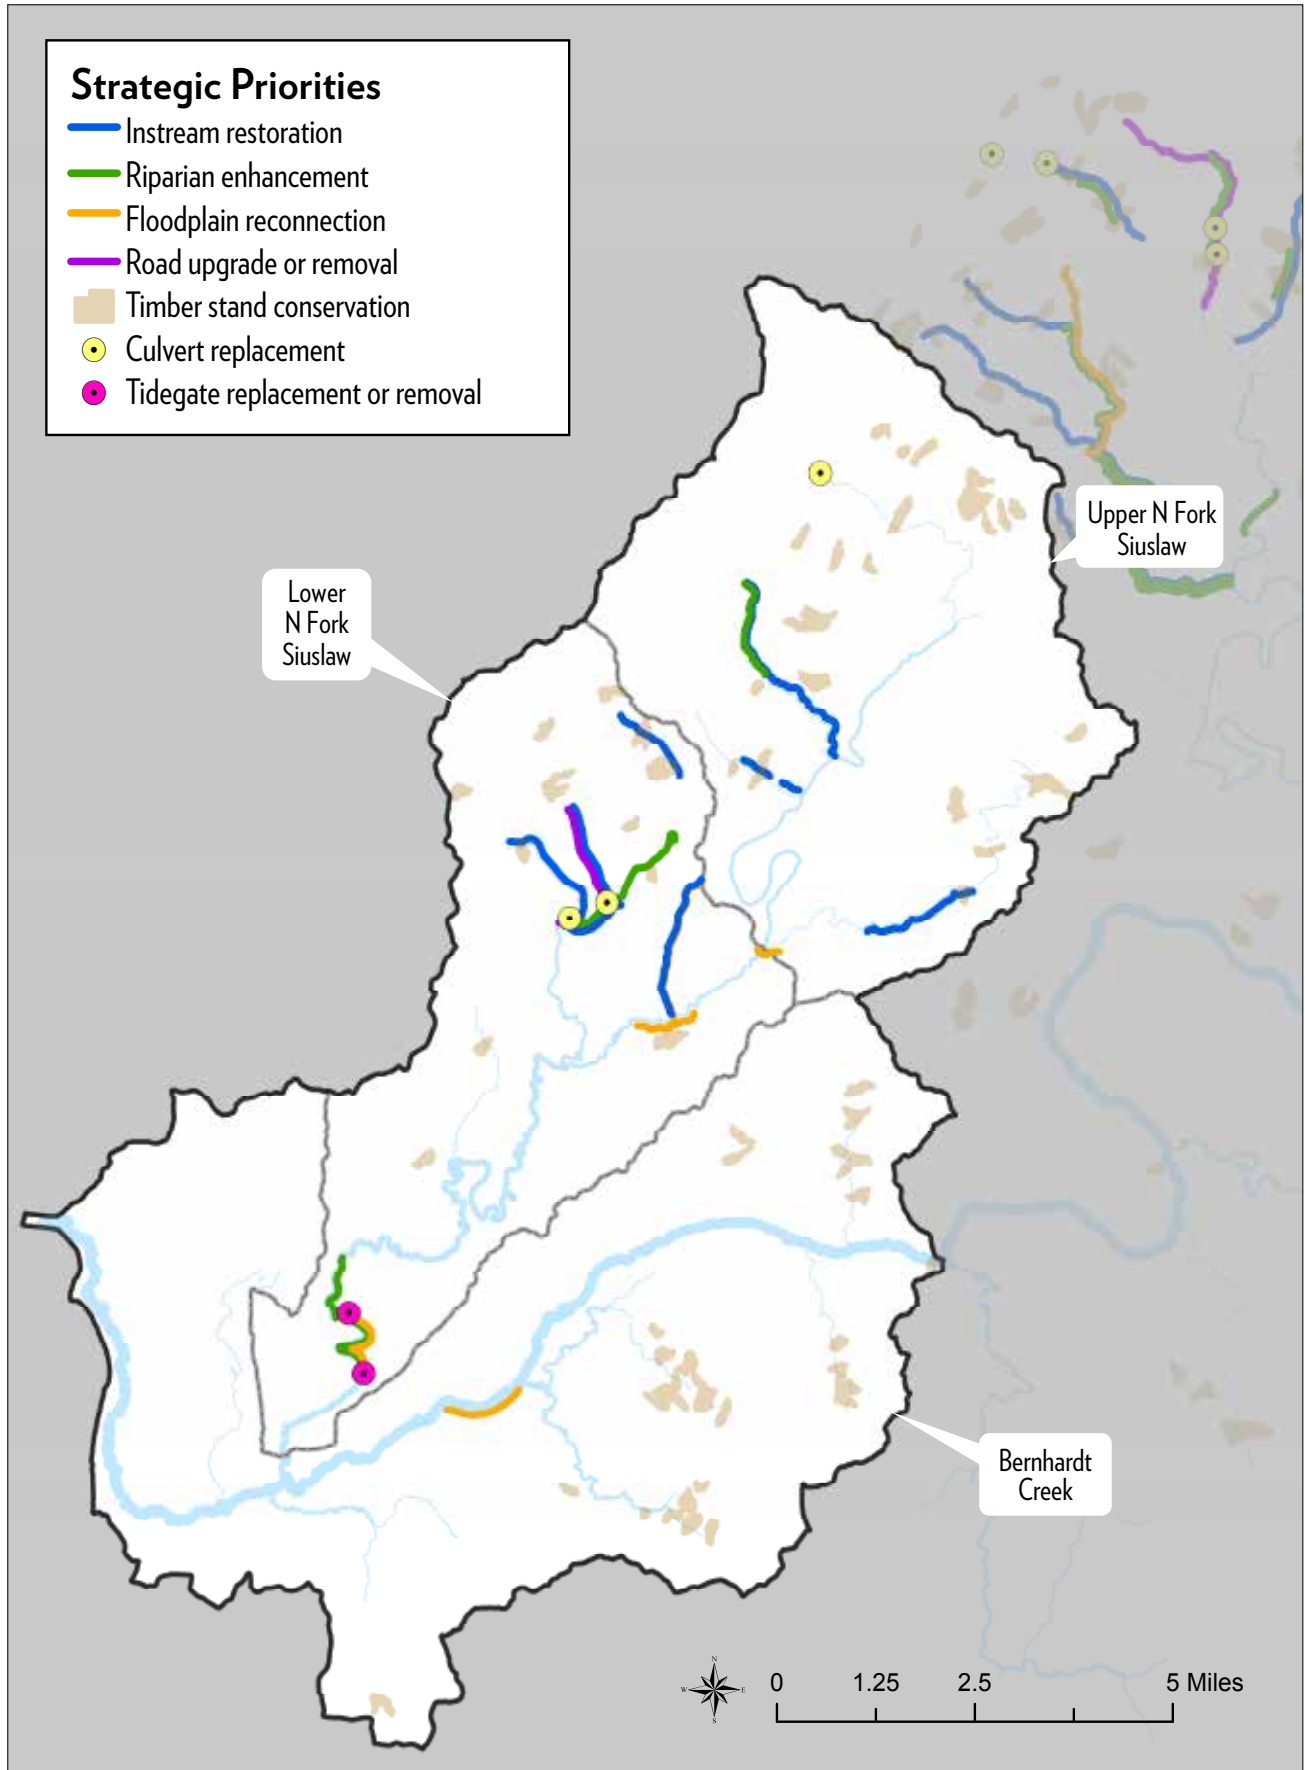 Strategic Priorities
Instream restoration
Riparian enhancement
Floodplain reconnection
Road upgrade or removal
Timber stand conservation
Culvert replacement
Tidegate replacement or removal
Upper N Fork
Siuslaw
Lower
N Fork
Siuslaw
Bernhardt
Creek
N
W E
S
0 1.25 2.5 5 Miles